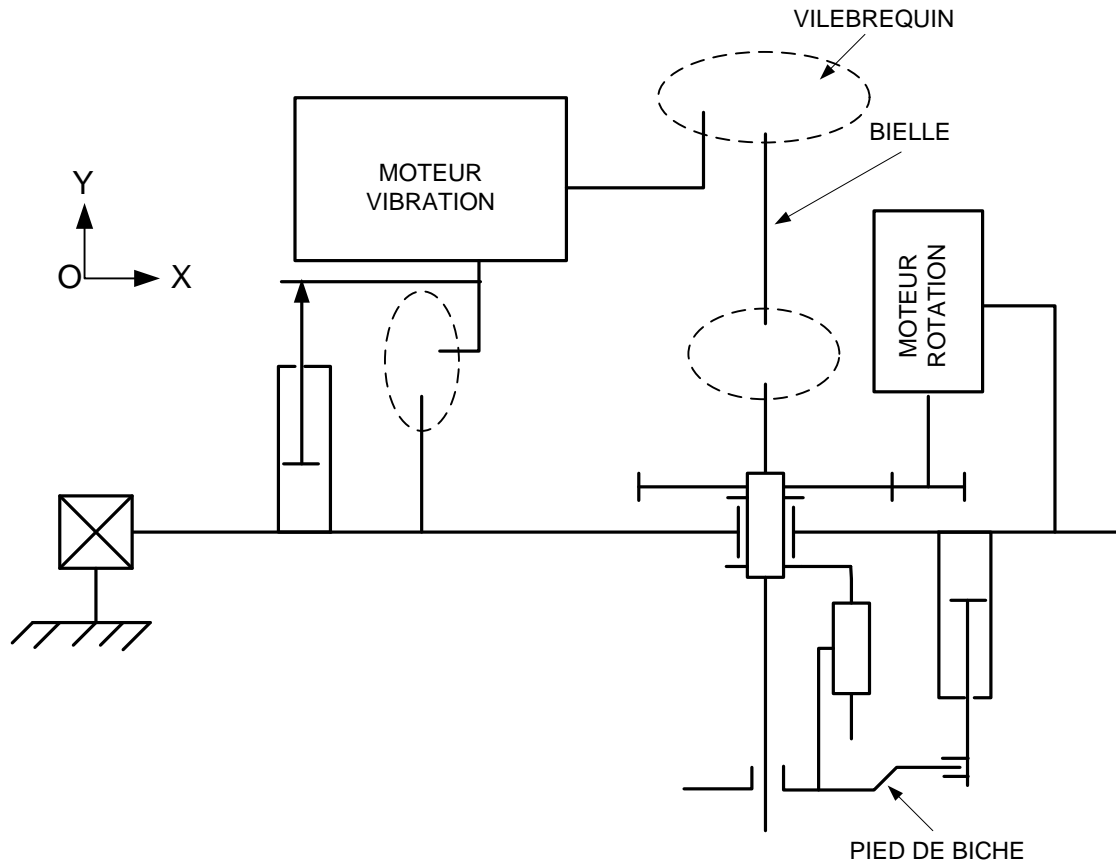 VILEBREQUIN
BIELLE
MOTEUR
VIBRATION
Y
O
X
MOTEUR
ROTATION
PIED DE BICHE